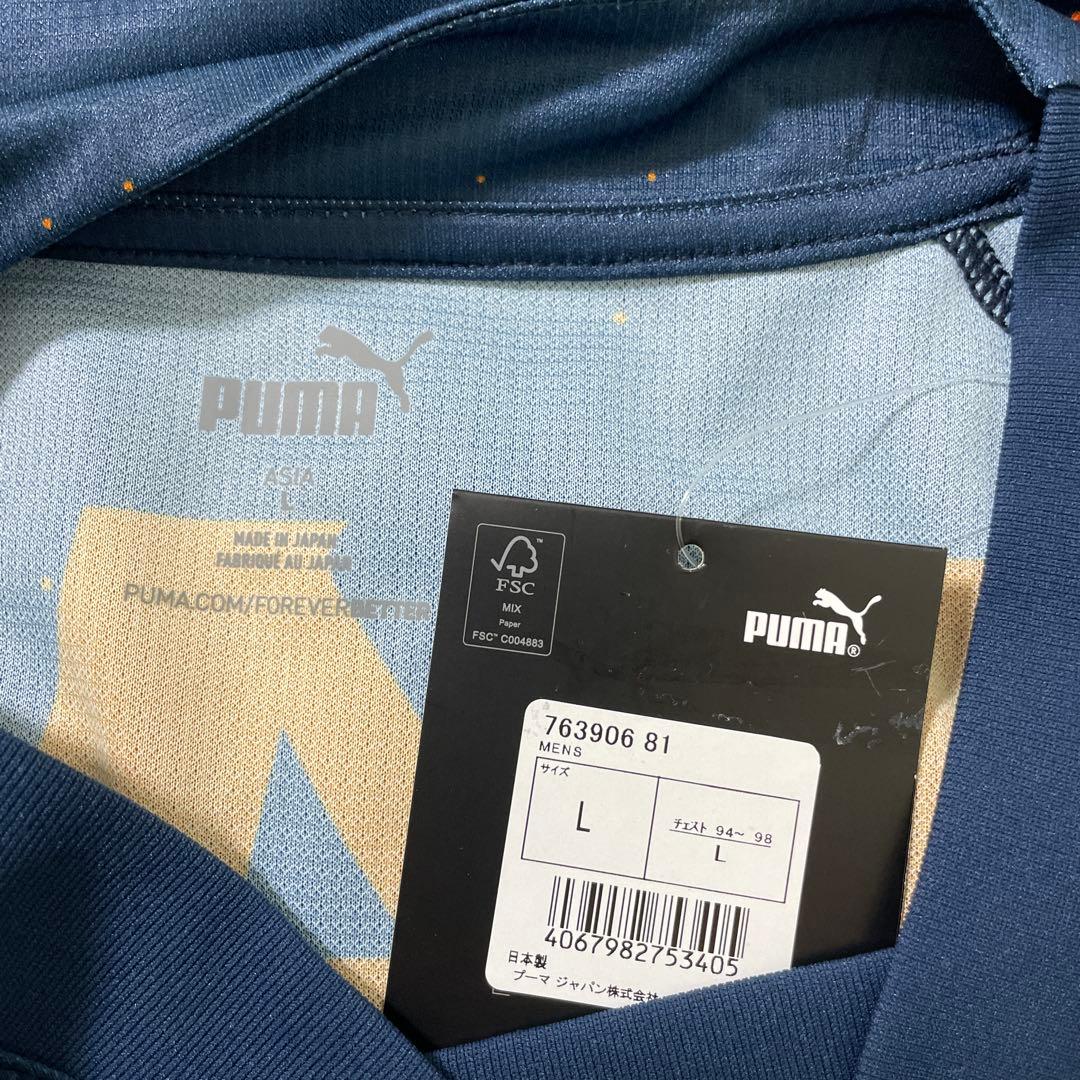 PUMA
ASIA
L
MADE IN JAPAN
FABRIQUE AU JAPAN
PUMA.COM/FOREVERBETTER
FSC™
MIX
Paper
FSC™ C004883
PUMA®
763906 81
MENS
サイズ
L
チェスト 94～ 98
L
4067982753405
日本製
プーマ ジャパン株式会社